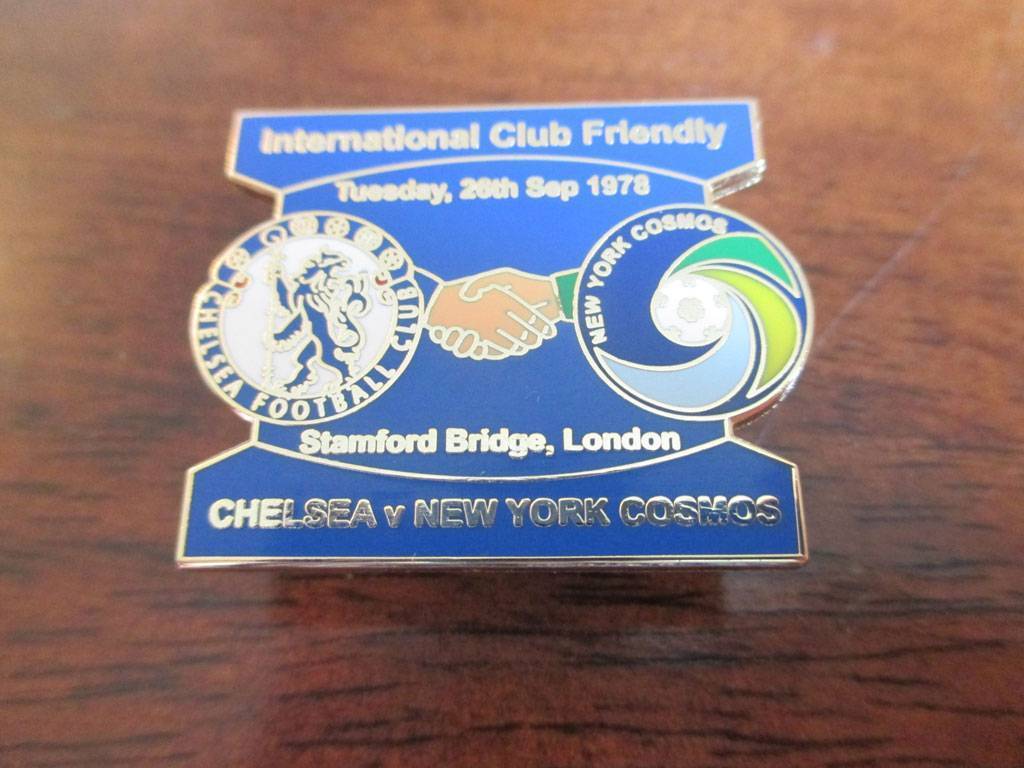 International Club Friendly
Tuesday, 26th Sep 1978
CHELSEA FOOTBALL CLUB
NEW YORK COSMOS
Stamford Bridge, London
CHELSEA v NEW YORK COSMOS